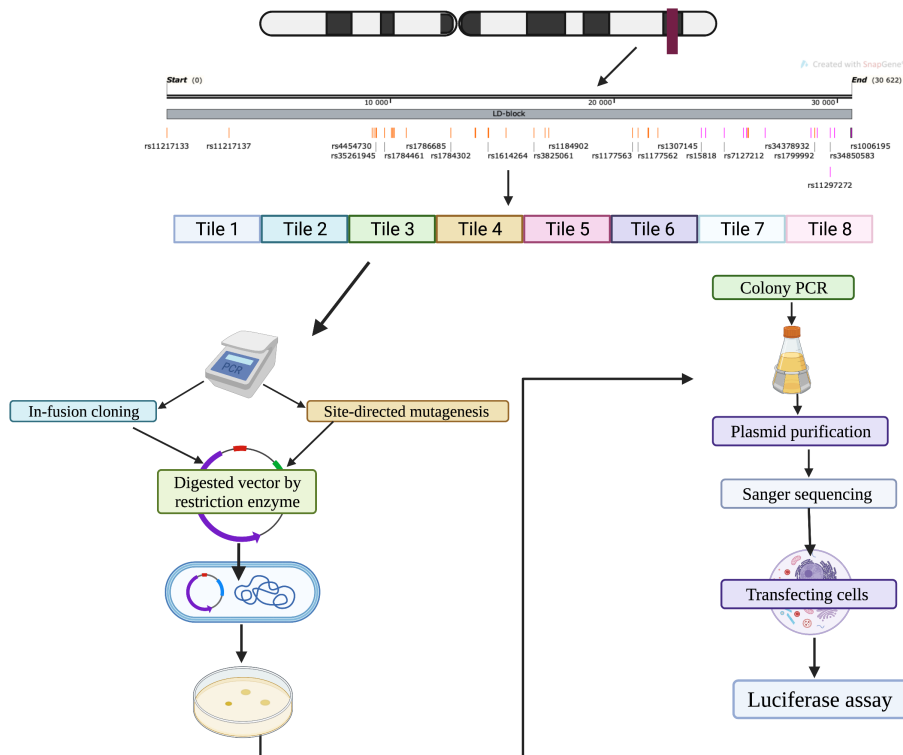 Created with SnapGene®
Start (0)
End (30 622)
10 000
20 000
30 000
LD-block
rs11217133
rs11217137
rs4454730
rs1786685
rs1184902
rs1307145
rs34378932
rs1006195
rs35261945
rs1784461
rs1784302
rs1614264
rs3825061
rs1177563
rs1177562
rs15818
rs7127212
rs1799992
rs34850583
rs11297272
Tile 1
Tile 2
Tile 3
Tile 4
Tile 5
Tile 6
Tile 7
Tile 8
PCR
In-fusion cloning
Site-directed mutagenesis
Digested vector by
restriction enzyme
Colony PCR
Plasmid purification
Sanger sequencing
Transfecting cells
Luciferase assay